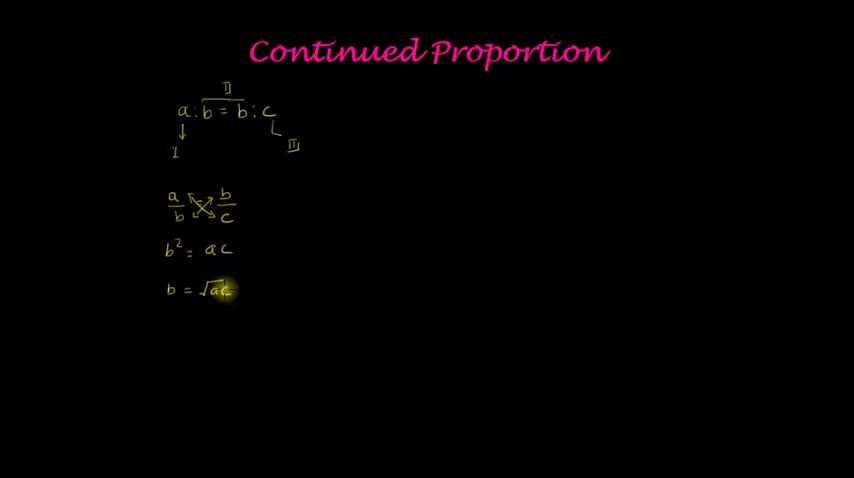 Continued Proportion
II
a : b = b : c
I
III
a/b = b/c
b² = ac
b = √ac